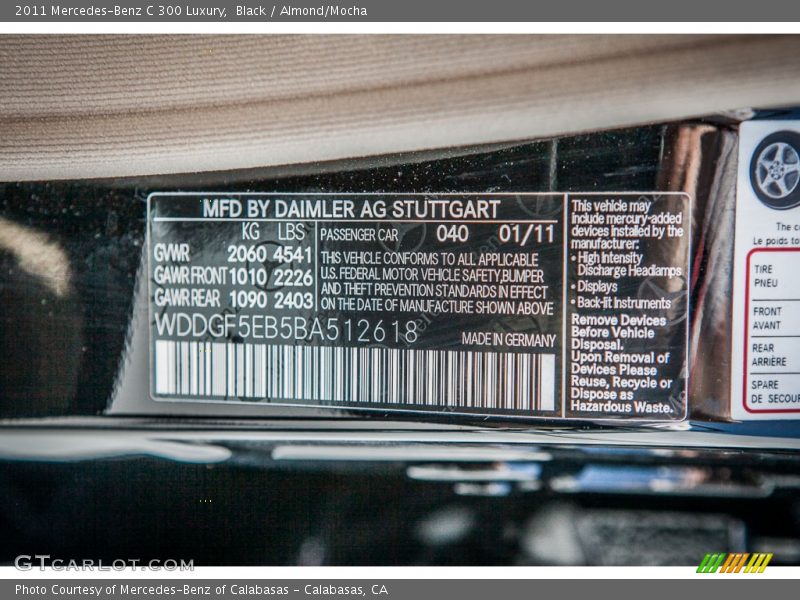 2011 Mercedes-Benz C 300 Luxury,  Black / Almond/Mocha
MFD BY DAIMLER AG STUTTGART
KG LBS
GVWR 2060 4541
GAWR FRONT 1010 2226
GAWR REAR 1090 2403
PASSENGER CAR 040 01/11
THIS VEHICLE CONFORMS TO ALL APPLICABLE
U.S. FEDERAL MOTOR VEHICLE SAFETY,BUMPER
AND THEFT PREVENTION STANDARDS IN EFFECT
ON THE DATE OF MANUFACTURE SHOWN ABOVE
WDDGF5EB5BA512618
MADE IN GERMANY
This vehicle may
include mercury-added
devices installed by the
manufacturer:
• High Intensity
Discharge Headlamps
• Displays
• Back-lit Instruments
Remove Devices
Before Vehicle
Disposal.
Upon Removal of
Devices Please
Reuse, Recycle or
Dispose as
Hazardous Waste.
The c
Le poids to
TIRE
PNEU
FRONT
AVANT
REAR
ARRIÈRE
SPARE
DE SECOUR
GTcarlot.com
Photo Courtesy of Mercedes-Benz of Calabasas - Calabasas, CA